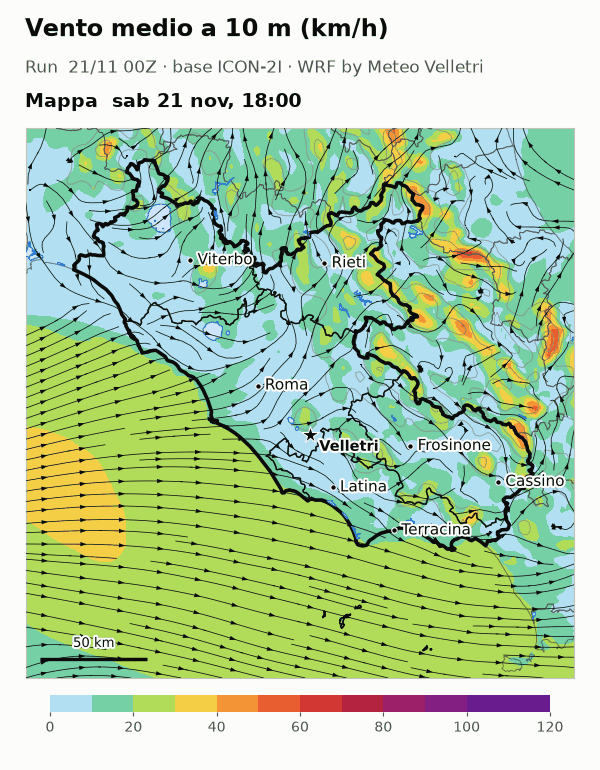 Vento medio a 10 m (km/h)
Run  21/11 00Z · base ICON-2I · WRF by Meteo Velletri
Mappa  sab 21 nov, 18:00
Viterbo
Rieti
Roma
Velletri
Frosinone
Cassino
Latina
Terracina
50 km
0 20 40 60 80 100 120